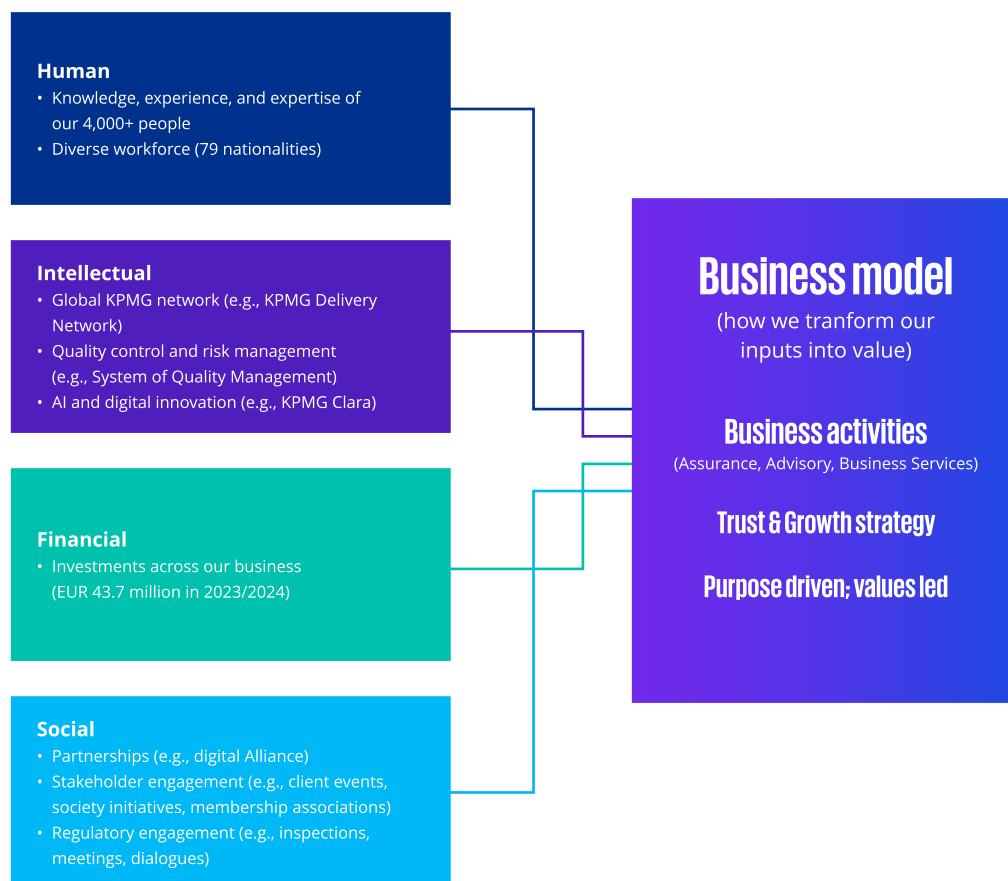 Human
• Knowledge, experience, and expertise of
our 4,000+ people
• Diverse workforce (79 nationalities)
Intellectual
• Global KPMG network (e.g., KPMG Delivery
Network)
• Quality control and risk management
(e.g., System of Quality Management)
• AI and digital innovation (e.g., KPMG Clara)
Financial
• Investments across our business
(EUR 43.7 million in 2023/2024)
Social
• Partnerships (e.g., digital Alliance)
• Stakeholder engagement (e.g., client events,
society initiatives, membership associations)
• Regulatory engagement (e.g., inspections,
meetings, dialogues)
Business model
(how we tranform our
inputs into value)
Business activities
(Assurance, Advisory, Business Services)
Trust & Growth strategy
Purpose driven; values led